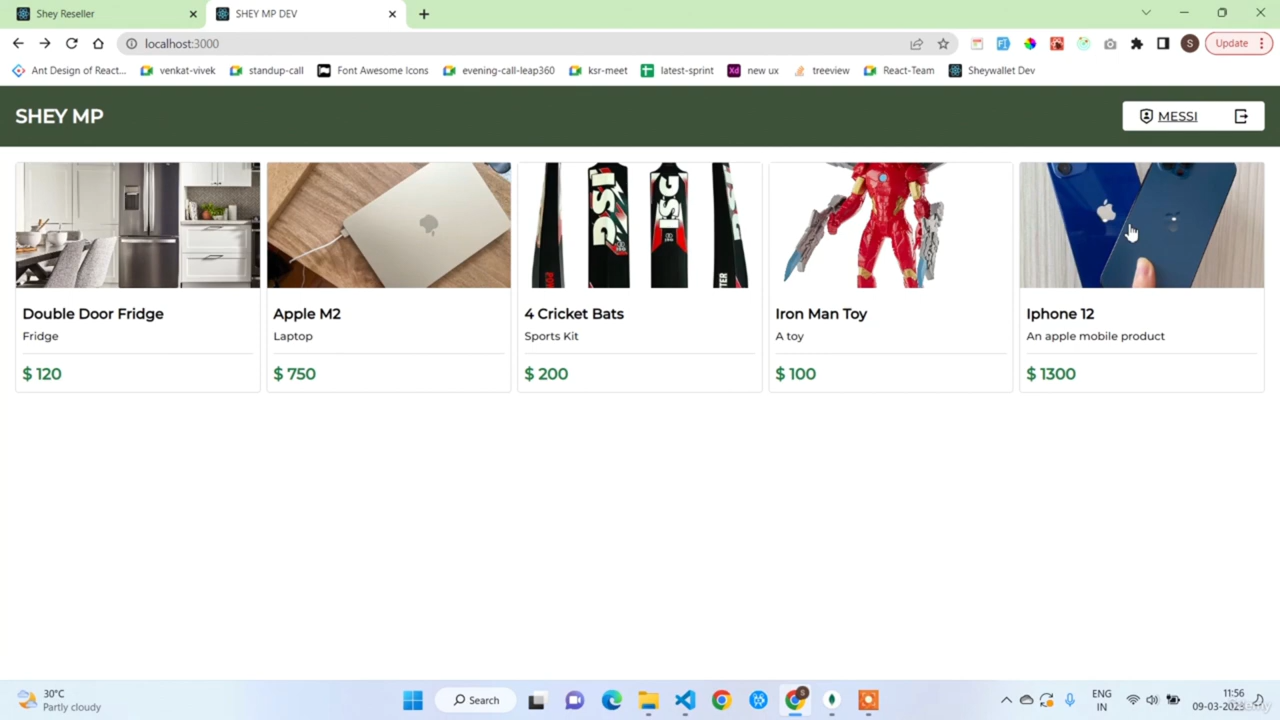 Shey Reseller
SHEY MP DEV
localhost:3000
Update
Ant Design of React...
venkat-vivek
standup-call
Font Awesome Icons
evening-call-leap360
ksr-meet
latest-sprint
new ux
treeview
React-Team
Sheywallet Dev
SHEY MP
MESSI
Double Door Fridge
Fridge
$ 120
Apple M2
Laptop
$ 750
4 Cricket Bats
Sports Kit
$ 200
Iron Man Toy
A toy
$ 100
Iphone 12
An apple mobile product
$ 1300
30°C
Partly cloudy
Search
ENG
IN
11:56
09-03-2023